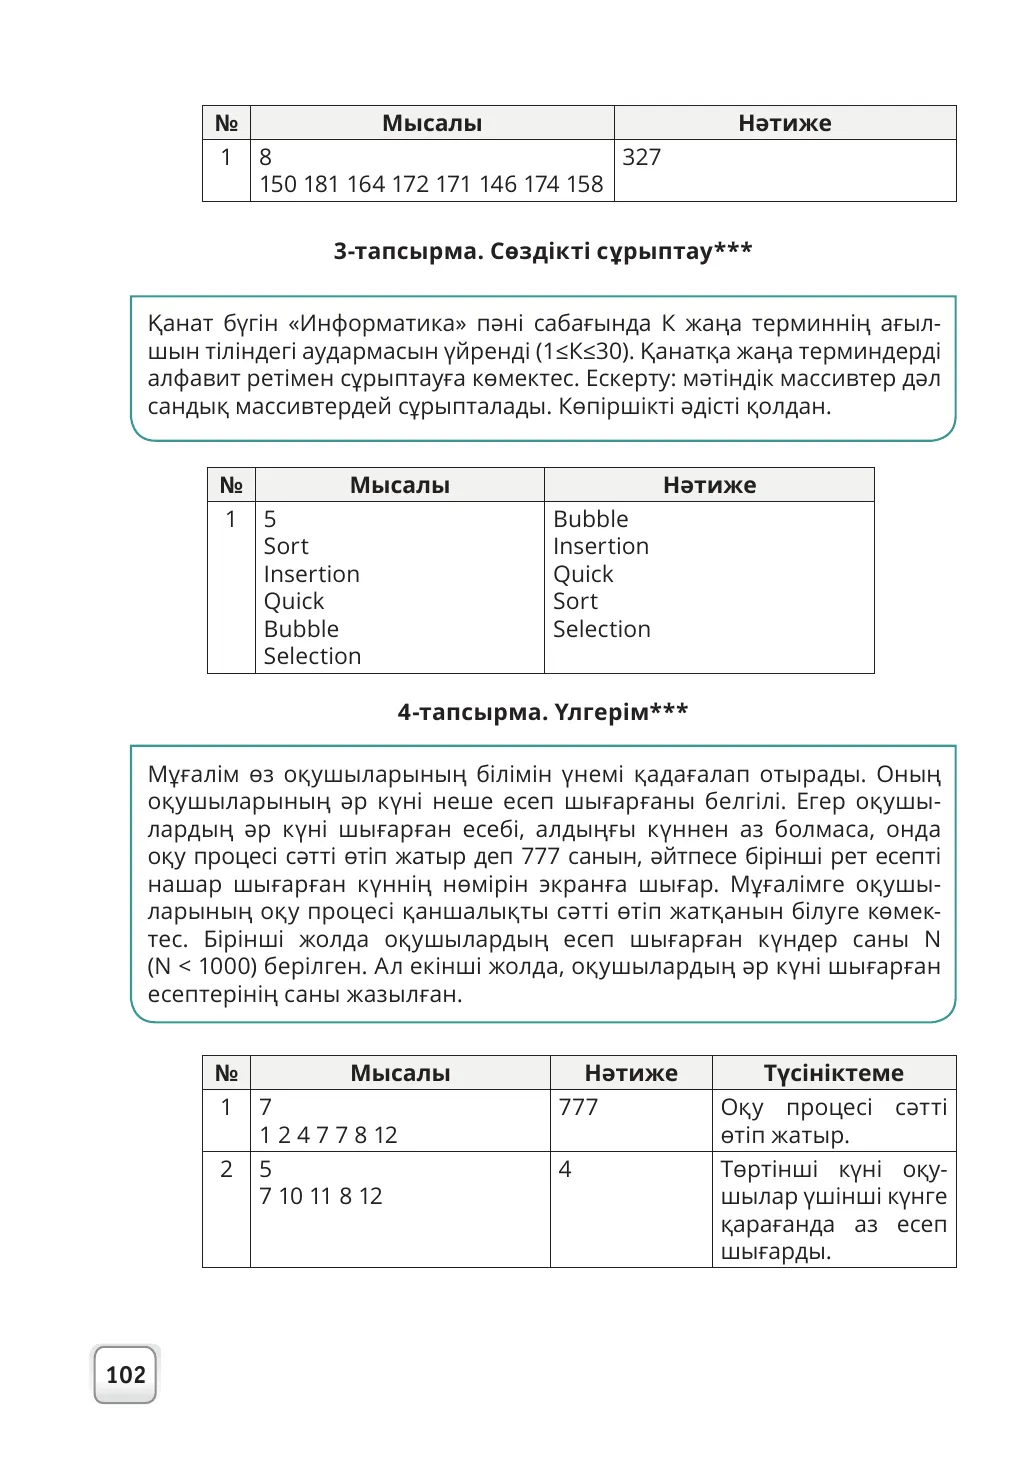 № Мысалы Нәтиже
1 8 327
150 181 164 172 171 146 174 158
3-тапсырма. Сөздікті сұрыптау***
Қанат бүгін «Информатика» пәні сабағында К жаңа терминнің ағыл-
шын тіліндегі аудармасын үйренді (1≤К≤30). Қанатқа жаңа терминдерді
алфавит ретімен сұрыптауға көмектес. Ескерту: мәтіндік массивтер дәл
сандық массивтердей сұрыпталады. Көпіршікті әдісті қолдан.
№ Мысалы Нәтиже
1 5 Bubble
Sort Insertion
Insertion Quick
Quick Sort
Bubble Selection
Selection
4-тапсырма. Үлгерім***
Мұғалім өз оқушыларының білімін үнемі қадағалап отырады. Оның
оқушыларының әр күні неше есеп шығарғаны белгілі. Егер оқушы-
лардың әр күні шығарған есебі, алдыңғы күннен аз болмаса, онда
оқу процесі сәтті өтіп жатыр деп 777 санын, әйтпесе бірінші рет есепті
нашар шығарған күннің нөмірін экранға шығар. Мұғалімге оқушы-
ларының оқу процесі қаншалықты сәтті өтіп жатқанын білуге көмек-
тес. Бірінші жолда оқушылардың есеп шығарған күндер саны N
(N < 1000) берілген. Ал екінші жолда, оқушылардың әр күні шығарған
есептерінің саны жазылған.
№ Мысалы Нәтиже Түсініктеме
1 7 777 Оқу процесі сәтті
1 2 4 7 7 8 12 өтіп жатыр.
2 5 4 Төртінші күні оқу-
7 10 11 8 12 шылар үшінші күнге
қарағанда аз есеп
шығарды.
102